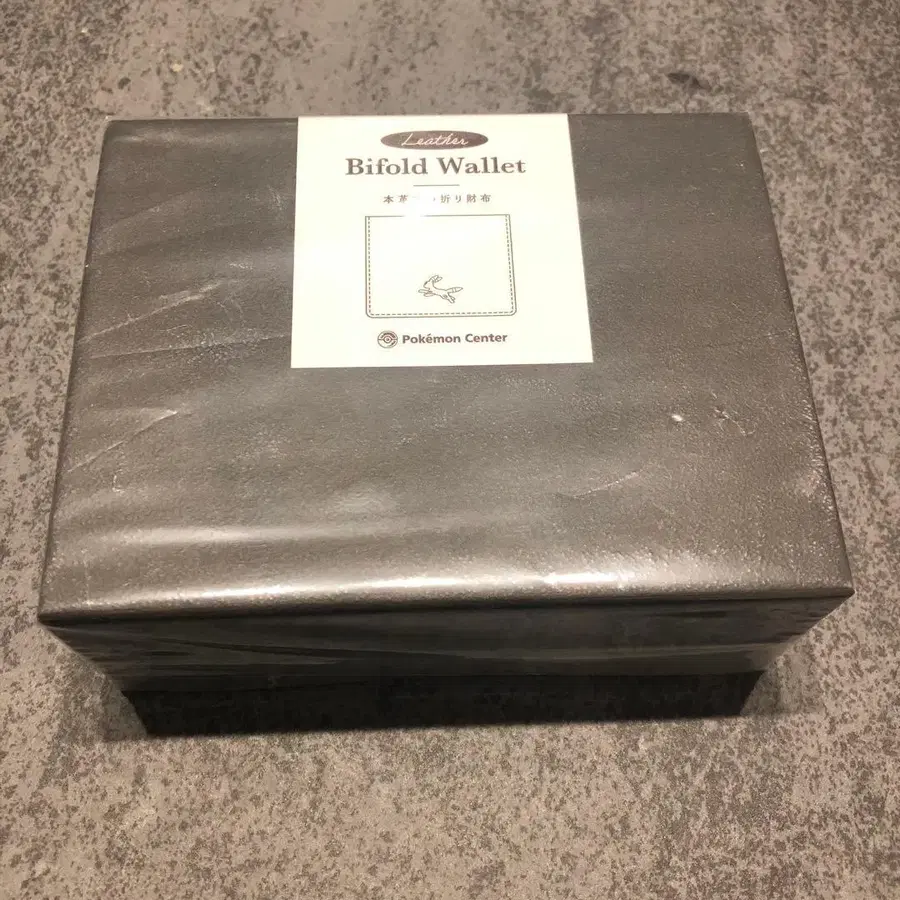 Leather
Bifold Wallet
本革 折り財布
Pokémon Center